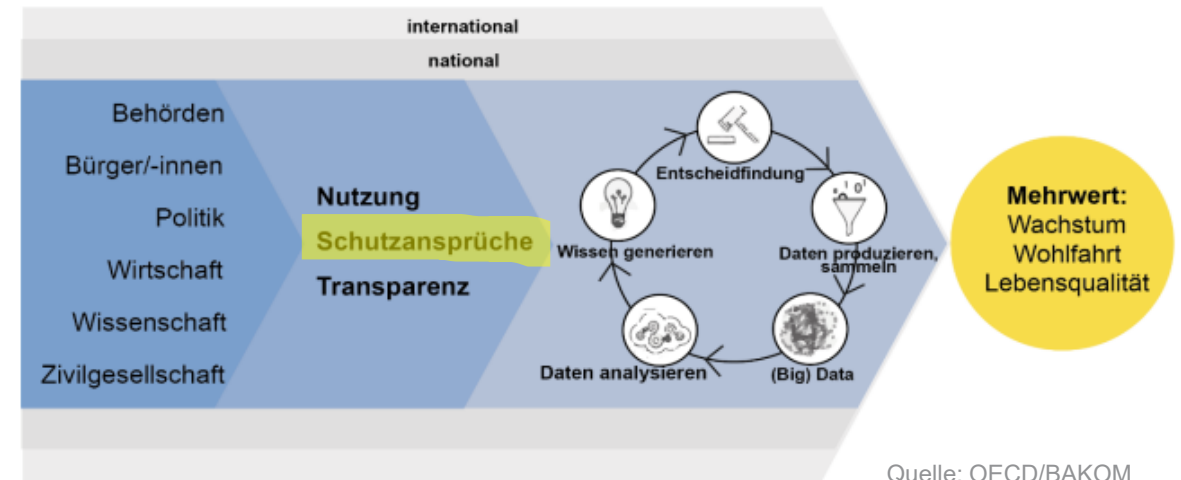 international
national
Behörden
Bürger/-innen
Politik
Wirtschaft
Wissenschaft
Zivilgesellschaft
Nutzung
Schutzansprüche
Transparenz
Entscheidfindung
Daten produzieren,
sammeln
(Big) Data
Daten analysieren
Wissen generieren
Mehrwert:
Wachstum
Wohlfahrt
Lebensqualität
Quelle: OECD/BAKOM